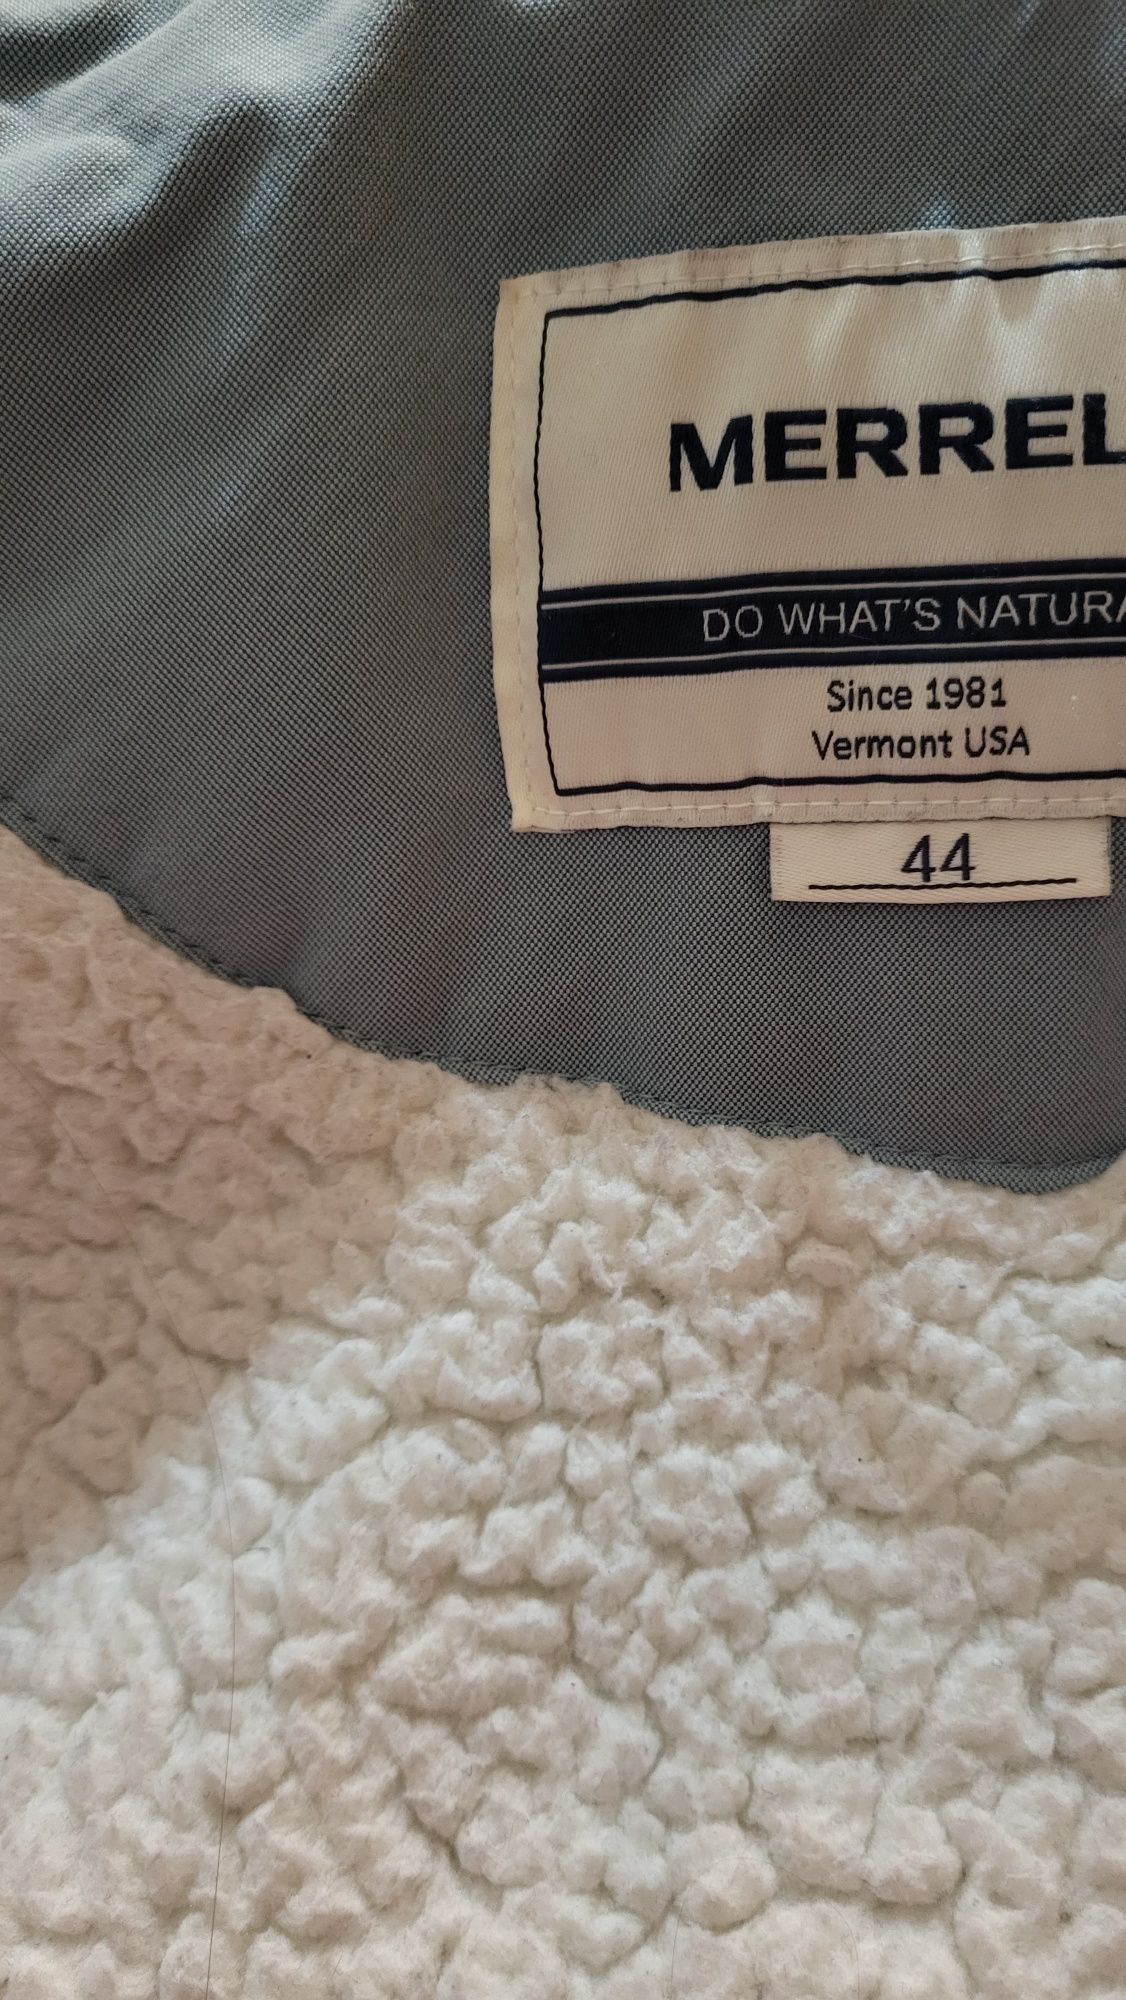 MERREL
DO WHAT'S NATURA
Since 1981
Vermont USA
44